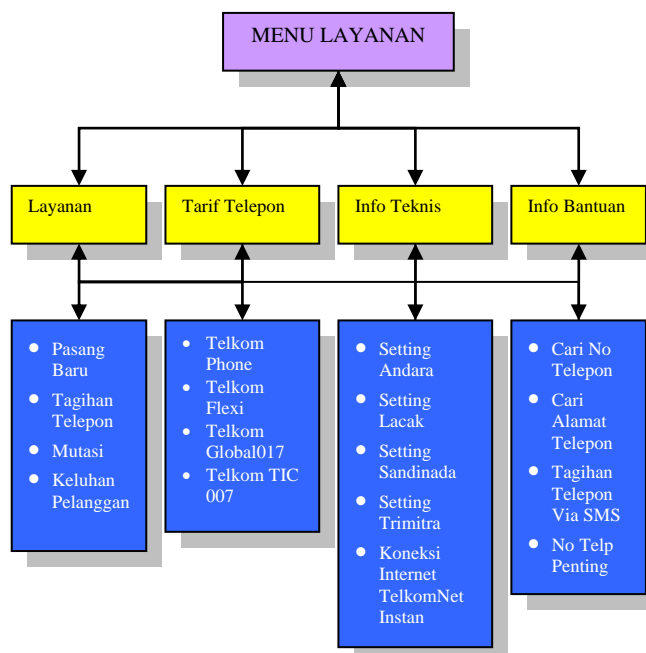 MENU LAYANAN
Layanan
Tarif Telepon
Info Teknis
Info Bantuan
• Pasang
Baru
• Tagihan
Telepon
• Mutasi
• Keluhan
Pelanggan
• Telkom
Phone
• Telkom
Flexi
• Telkom
Global017
• Telkom TIC
007
• Setting
Andara
• Setting
Lacak
• Setting
Sandinada
• Setting
Trimitra
• Koneksi
Internet
TelkomNet
Instan
• Cari No
Telepon
• Cari
Alamat
Telepon
• Tagihan
Telepon
Via SMS
• No Telp
Penting